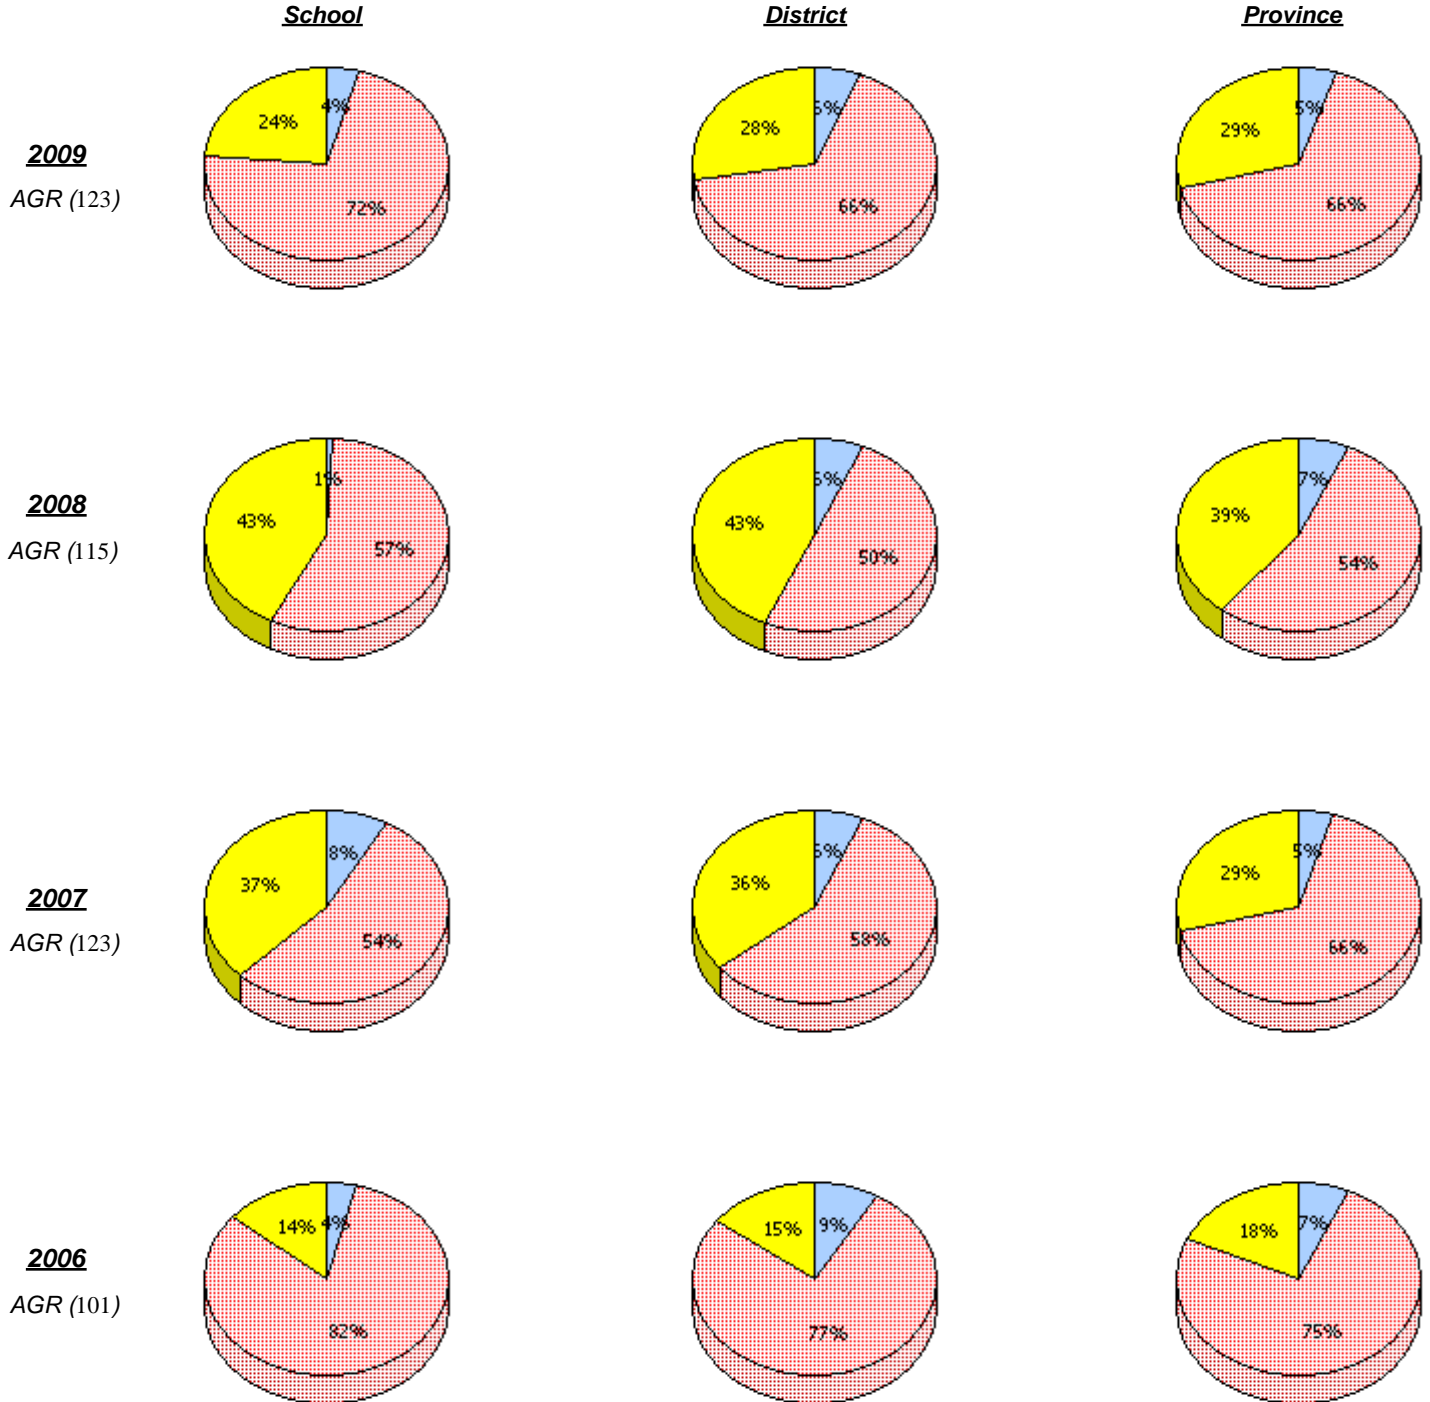 School District Province
24% 4% 72%
28% 66%
29% 5% 66%
2009
AGR (123)
43% 1% 57%
43% 50%
39% 7% 54%
2008
AGR (115)
37% 8% 54%
36% 58%
29% 5% 66%
2007
AGR (123)
14% 4% 82%
15% 9% 77%
18% 7% 75%
2006
AGR (101)